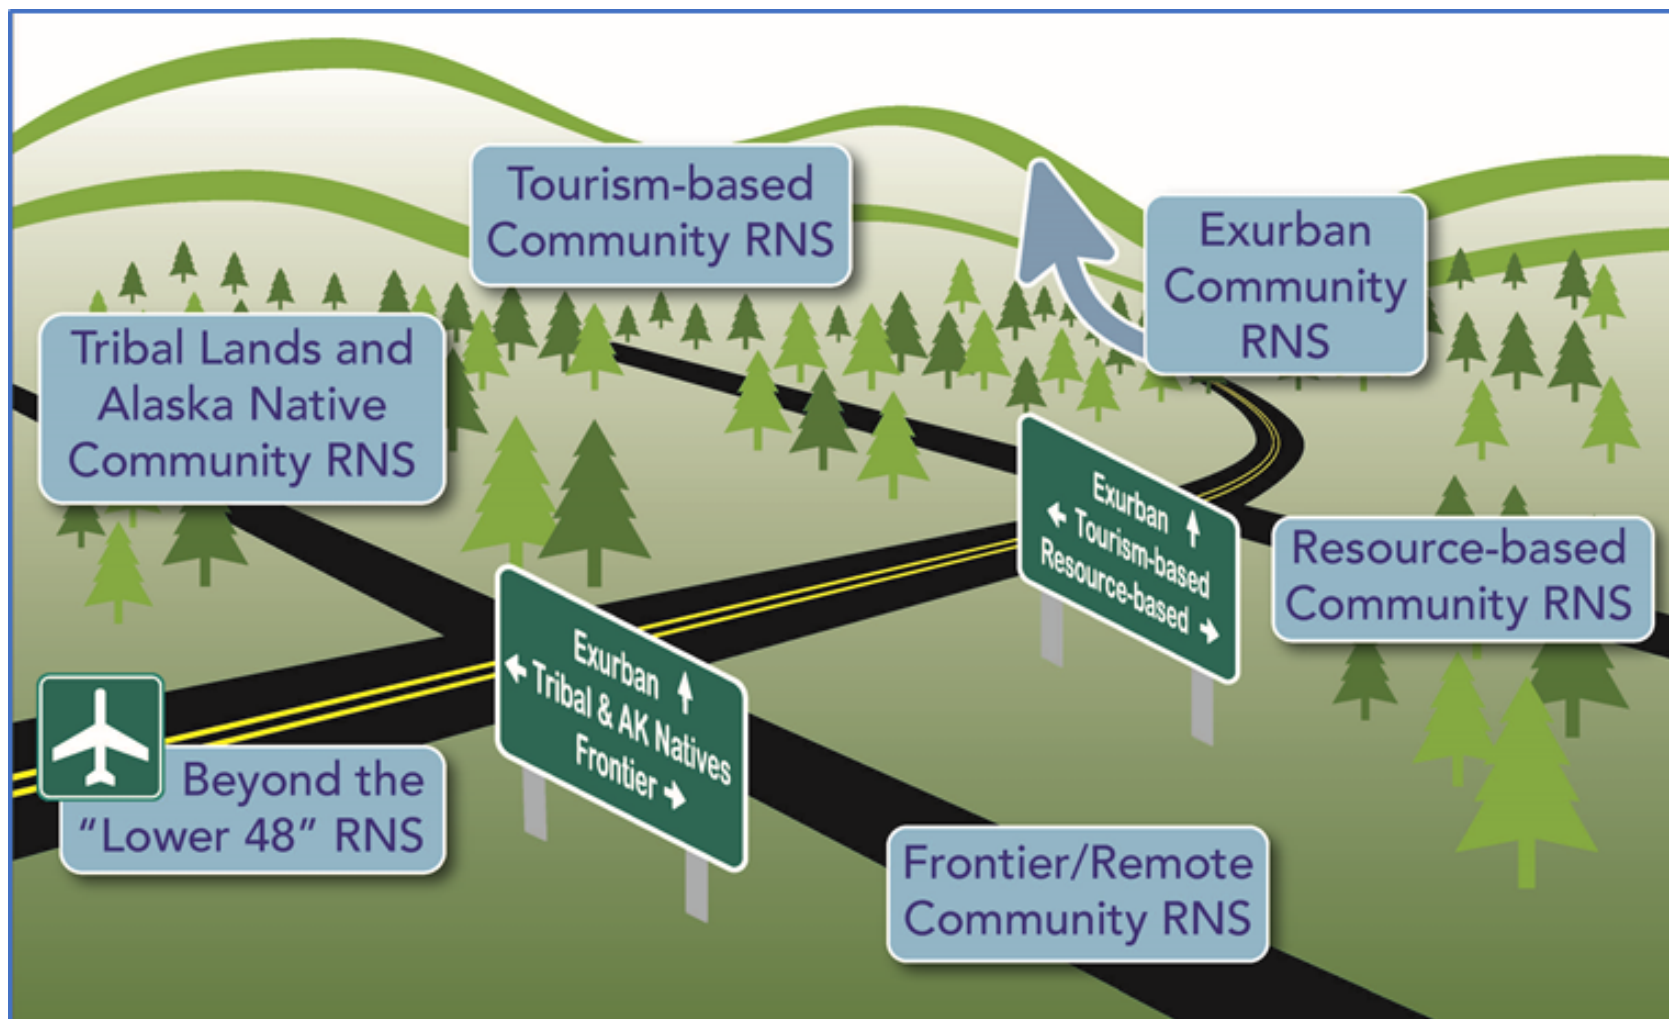 Tourism-based
Community RNS
Exurban
Community
RNS
Tribal Lands and
Alaska Native
Community RNS
Exurban ↑
← Tourism-based
Resource-based →
Resource-based
Community RNS
Exurban ↑
← Tribal & AK Natives
Frontier →
Beyond the
“Lower 48” RNS
Frontier/Remote
Community RNS